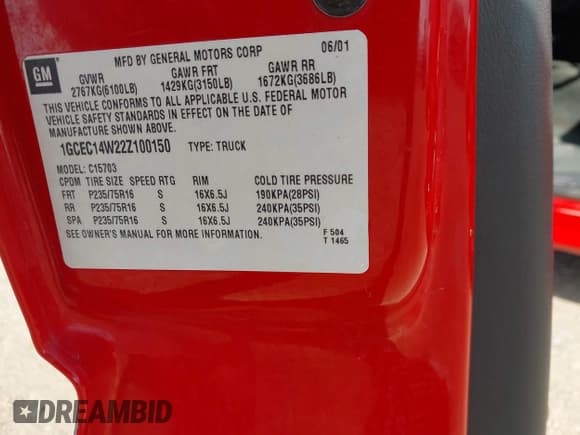 GM
MFD BY GENERAL MOTORS CORP 06/01
GVWR GAWR FRT GAWR RR
2767KG(6100LB) 1429KG(3150LB) 1672KG(3686LB)
THIS VEHICLE CONFORMS TO ALL APPLICABLE U.S. FEDERAL MOTOR
VEHICLE SAFETY STANDARDS IN EFFECT ON THE DATE OF
MANUFACTURE SHOWN ABOVE.
1GCEC14W22Z100150 TYPE: TRUCK
MODEL: C15703
CPDM TIRE SIZE SPEED RTG RIM COLD TIRE PRESSURE
FRT P235/75R16 S 16X6.5J 190KPA(28PSI)
RR P235/75R16 S 16X6.5J 240KPA(35PSI)
SPA P235/75R16 S 16X6.5J 240KPA(35PSI)
SEE OWNER'S MANUAL FOR MORE INFORMATION.
F 504
T 1465
DREAMBID